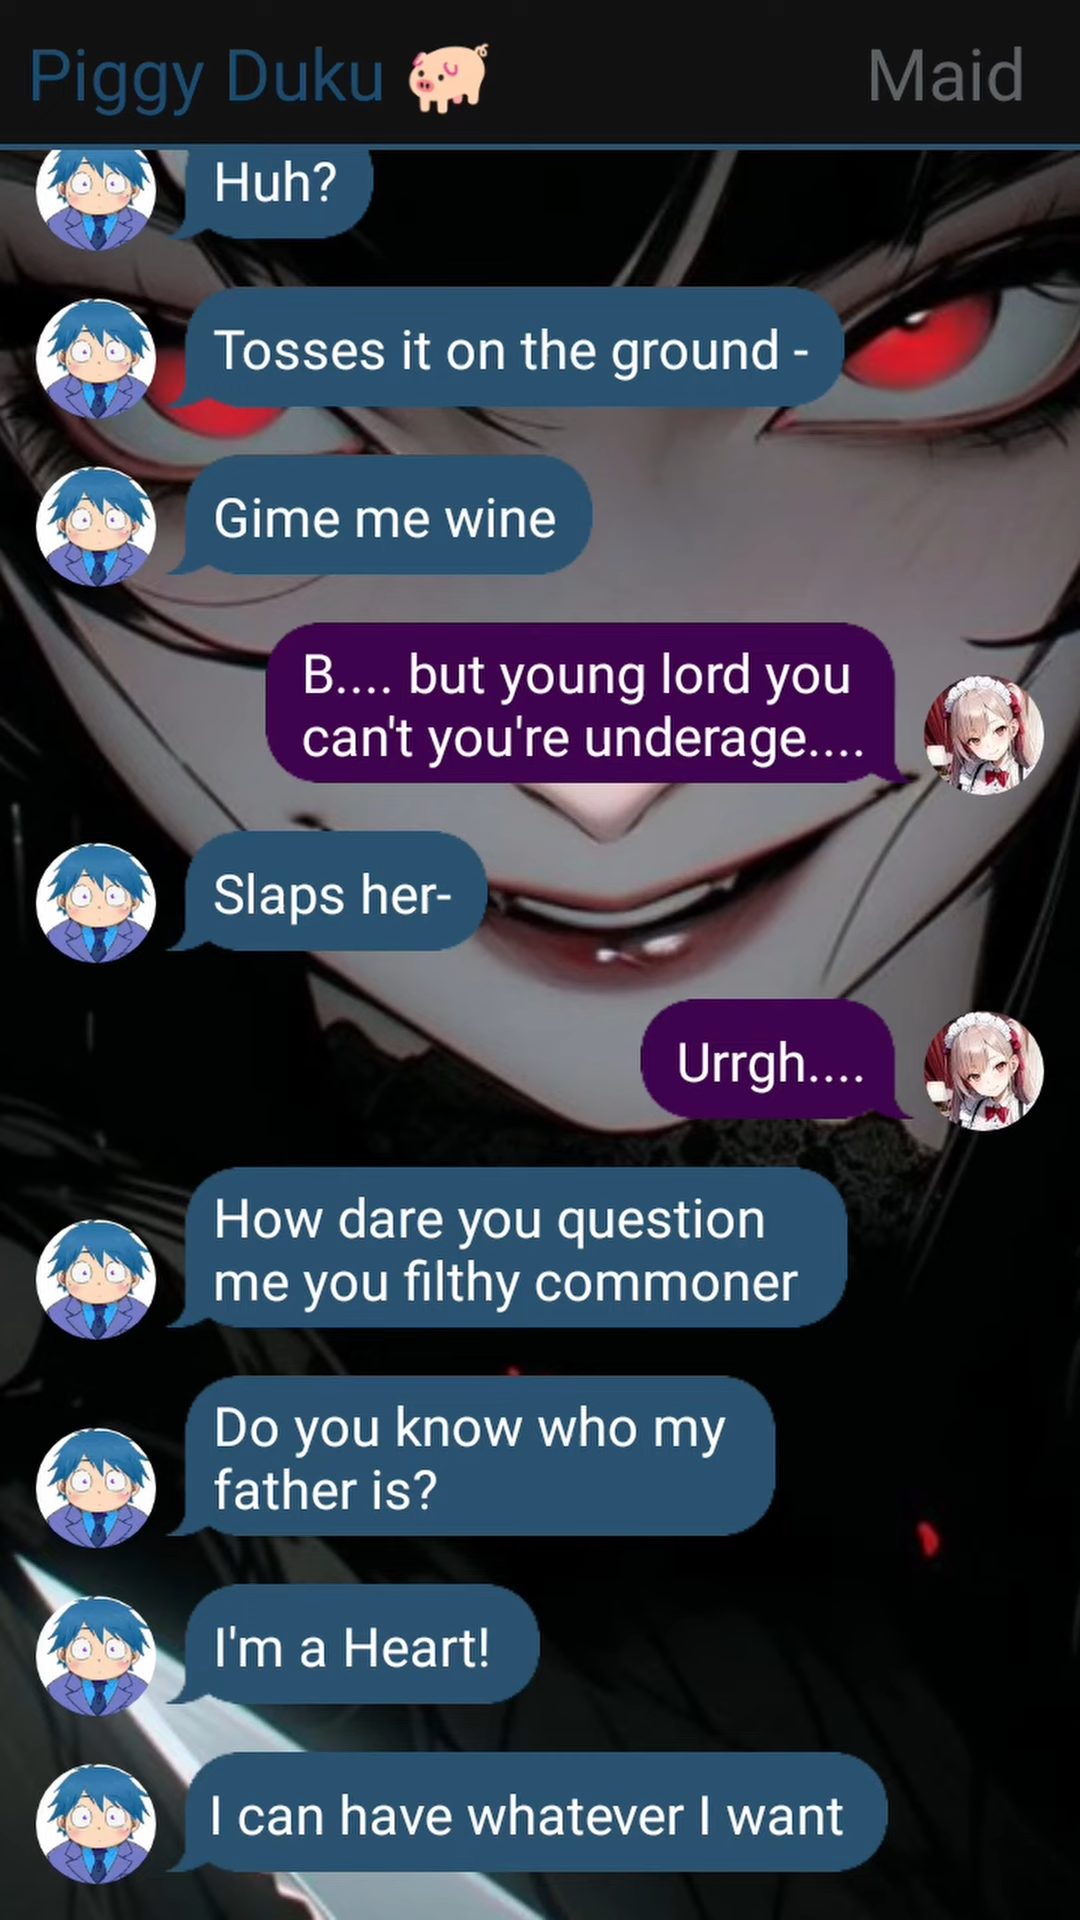 Piggy Duku 🐖 Maid
Huh?
Tosses it on the ground -
Gime me wine
B.... but young lord you
can't you're underage....
Slaps her-
Urrgh....
How dare you question
me you filthy commoner
Do you know who my
father is?
I'm a Heart!
I can have whatever I want